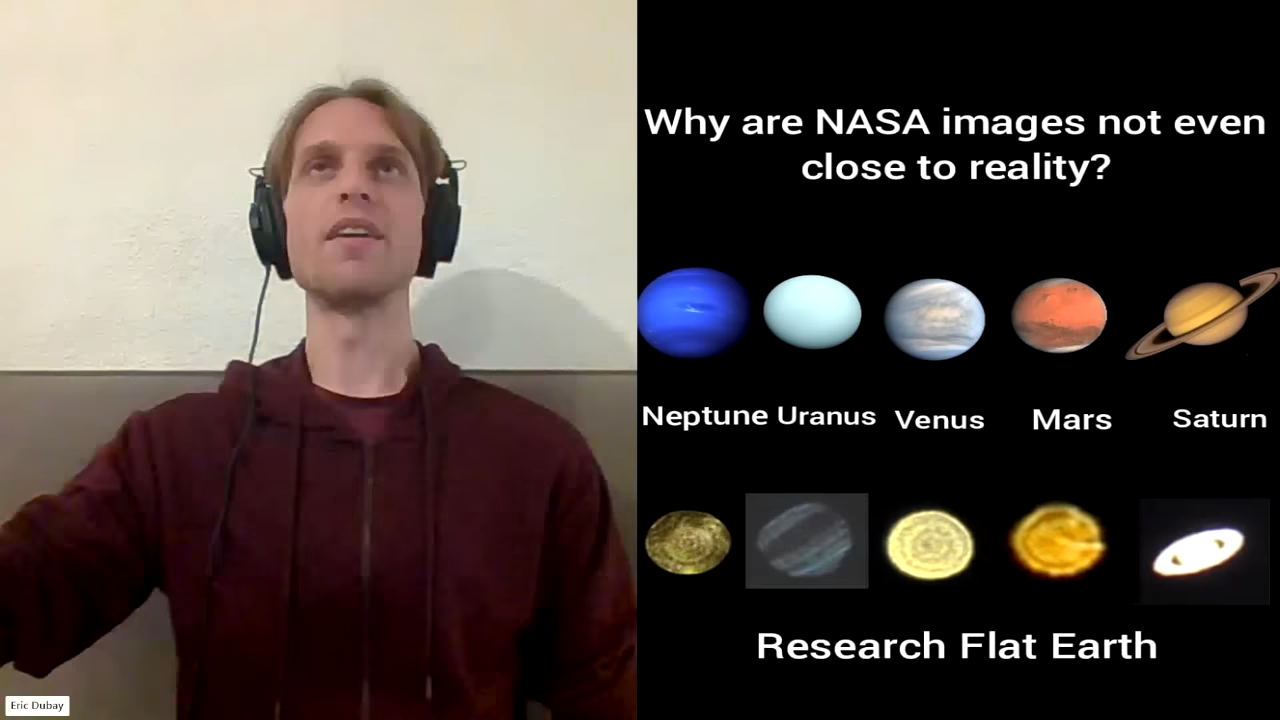 Why are NASA images not even
close to reality?
Neptune Uranus Venus Mars Saturn
Research Flat Earth
Eric Dubay